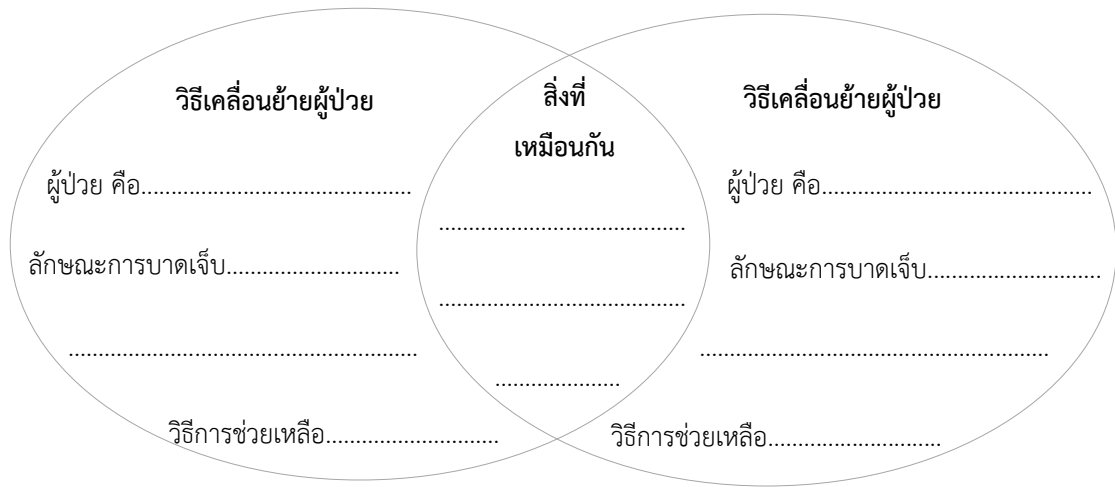 วิธีเคลื่อนย้ายผู้ป่วย
ผู้ป่วย คือ.............................................
ลักษณะการบาดเจ็บ.............................
..........................................................
วิธีการช่วยเหลือ.............................
สิ่งที่
เหมือนกัน
.........................................
.........................................
.....................
วิธีเคลื่อนย้ายผู้ป่วย
ผู้ป่วย คือ.............................................
ลักษณะการบาดเจ็บ.............................
..........................................................
วิธีการช่วยเหลือ.............................